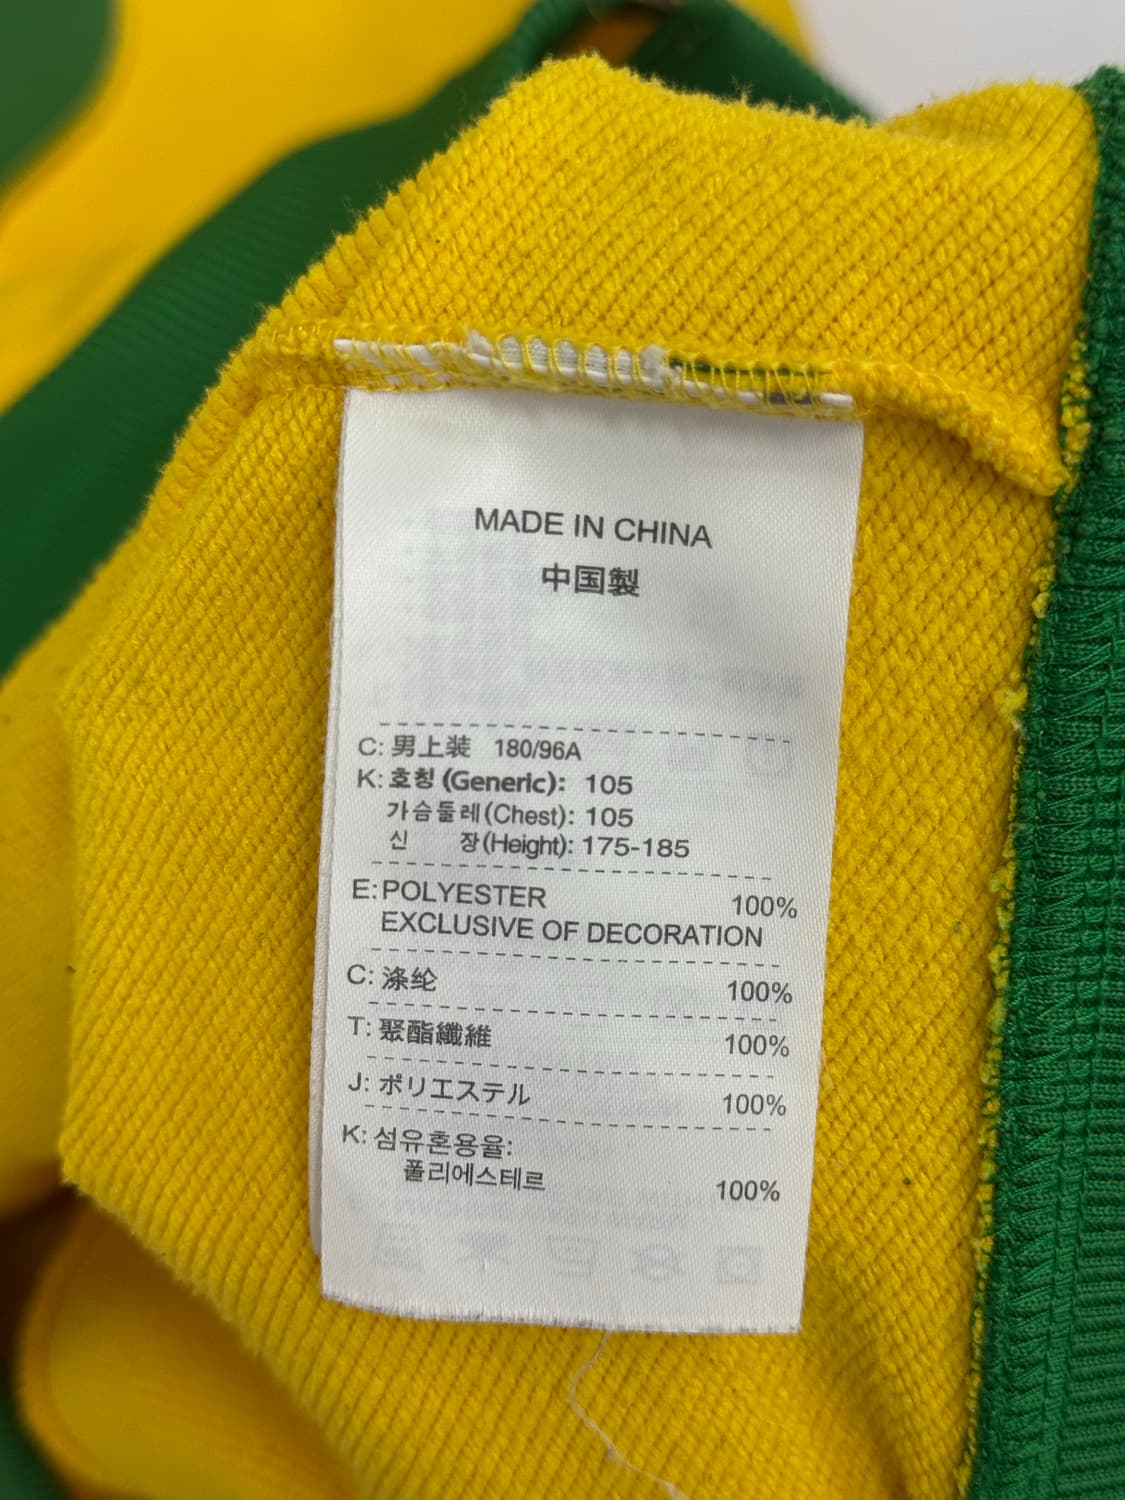 MADE IN CHINA
中国製
C: 男上装 180/96A
K: 호칭 (Generic): 105
가슴둘레(Chest): 105
신 장(Height): 175-185
E: POLYESTER 100%
EXCLUSIVE OF DECORATION
C: 涤纶 100%
T: 聚酯纖維 100%
J: ポリエステル 100%
K: 섬유혼용율:
폴리에스테르 100%